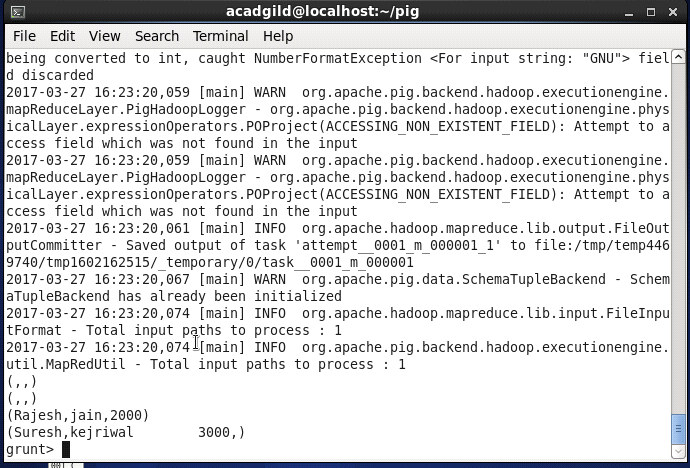 acadgild@localhost:~/pig
File Edit View Search Terminal Help
being converted to int, caught NumberFormatException <For input string: "GNU"> fiel
d discarded
2017-03-27 16:23:20,059 [main] WARN  org.apache.pig.backend.hadoop.executionengine.
mapReduceLayer.PigHadoopLogger - org.apache.pig.backend.hadoop.executionengine.phys
icalLayer.expressionOperators.POProject(ACCESSING_NON_EXISTENT_FIELD): Attempt to a
ccess field which was not found in the input
2017-03-27 16:23:20,059 [main] WARN  org.apache.pig.backend.hadoop.executionengine.
mapReduceLayer.PigHadoopLogger - org.apache.pig.backend.hadoop.executionengine.phys
icalLayer.expressionOperators.POProject(ACCESSING_NON_EXISTENT_FIELD): Attempt to a
ccess field which was not found in the input
2017-03-27 16:23:20,061 [main] INFO  org.apache.hadoop.mapreduce.lib.output.FileOut
putCommitter - Saved output of task 'attempt__0001_m_000001_1' to file:/tmp/temp446
9740/tmp1602162515/_temporary/0/task__0001_m_000001
2017-03-27 16:23:20,067 [main] WARN  org.apache.pig.data.SchemaTupleBackend - Schem
aTupleBackend has already been initialized
2017-03-27 16:23:20,074 [main] INFO  org.apache.hadoop.mapreduce.lib.input.FileInpu
tFormat - Total input paths to process : 1
2017-03-27 16:23:20,074 [main] INFO  org.apache.pig.backend.hadoop.executionengine.
util.MapRedUtil - Total input paths to process : 1
(,,)
(,,)
(Rajesh,jain,2000)
(Suresh,kejriwal        3000,)
grunt>